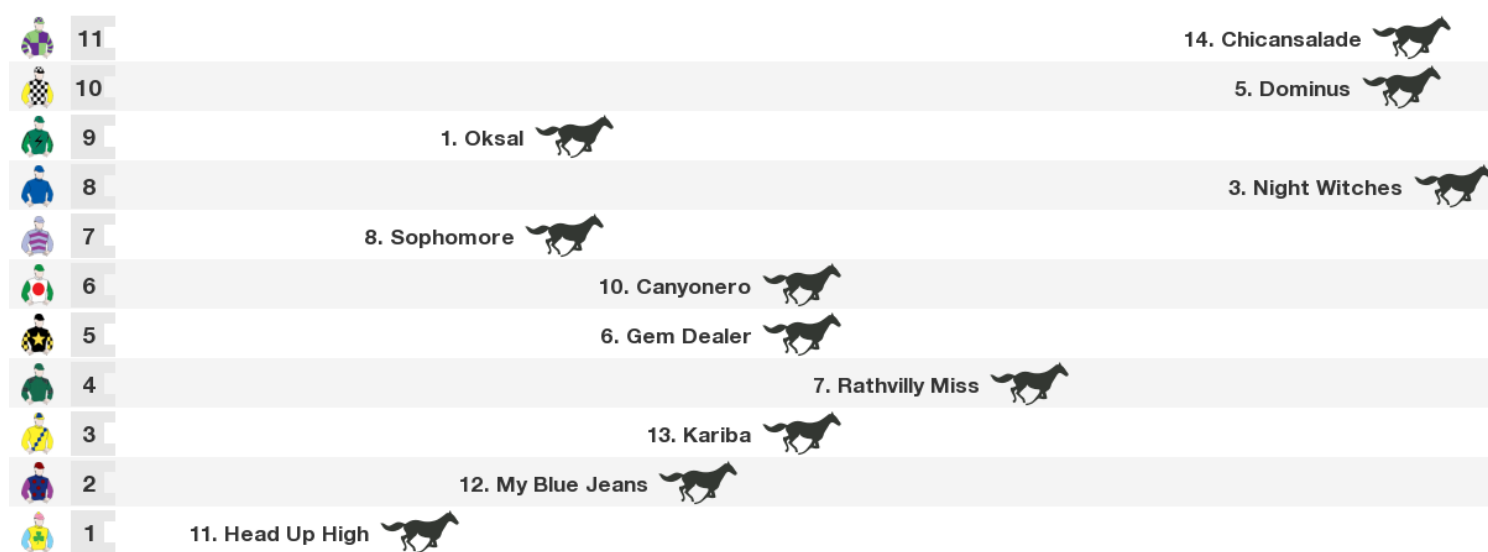 11 14. Chicansalade
10 5. Dominus
9 1. Oksal
8 3. Night Witches
7 8. Sophomore
6 10. Canyonero
5 6. Gem Dealer
4 7. Rathvilly Miss
3 13. Kariba
2 12. My Blue Jeans
1 11. Head Up High